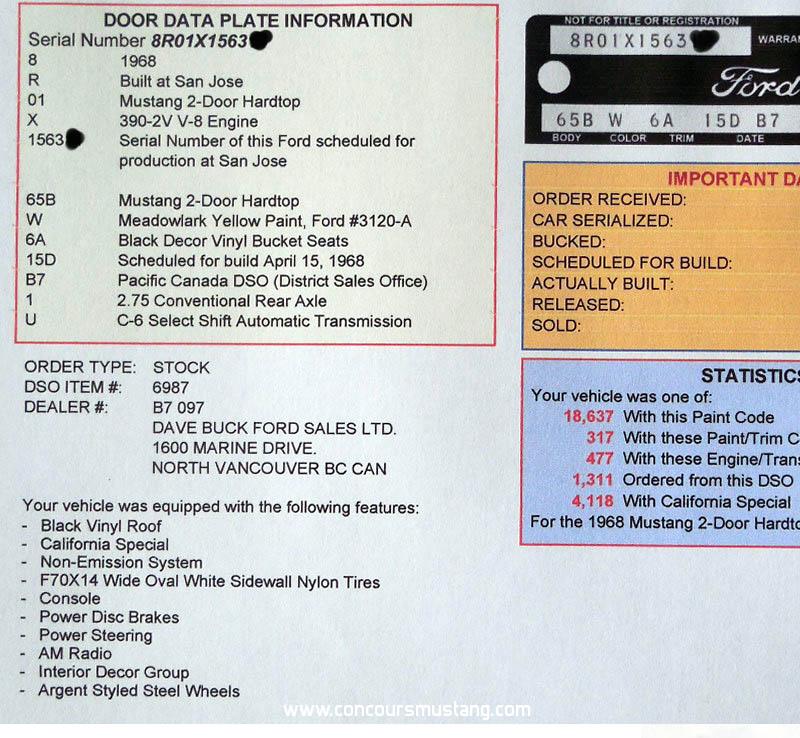 DOOR DATA PLATE INFORMATION
Serial Number 8R01X1563
8 1968
R Built at San Jose
01 Mustang 2-Door Hardtop
X 390-2V V-8 Engine
1563 Serial Number of this Ford scheduled for
production at San Jose
65B Mustang 2-Door Hardtop
W Meadowlark Yellow Paint, Ford #3120-A
6A Black Decor Vinyl Bucket Seats
15D Scheduled for build April 15, 1968
B7 Pacific Canada DSO (District Sales Office)
1 2.75 Conventional Rear Axle
U C-6 Select Shift Automatic Transmission
ORDER TYPE: STOCK
DSO ITEM #: 6987
DEALER #: B7 097
DAVE BUCK FORD SALES LTD.
1600 MARINE DRIVE.
NORTH VANCOUVER BC CAN
Your vehicle was equipped with the following features:
- Black Vinyl Roof
- California Special
- Non-Emission System
- F70X14 Wide Oval White Sidewall Nylon Tires
- Console
- Power Disc Brakes
- Power Steering
- AM Radio
- Interior Decor Group
- Argent Styled Steel Wheels
NOT FOR TITLE OR REGISTRATION
8R01X1563 WARRAN
Ford
65B W 6A 15D B7
BODY COLOR TRIM DATE
IMPORTANT DA
ORDER RECEIVED:
CAR SERIALIZED:
BUCKED:
SCHEDULED FOR BUILD:
ACTUALLY BUILT:
RELEASED:
SOLD:
STATISTICS
Your vehicle was one of:
18,637 With this Paint Code
317 With these Paint/Trim C
477 With these Engine/Trans
1,311 Ordered from this DSO
4,118 With California Special
For the 1968 Mustang 2-Door Hardto
www.concoursmustang.com